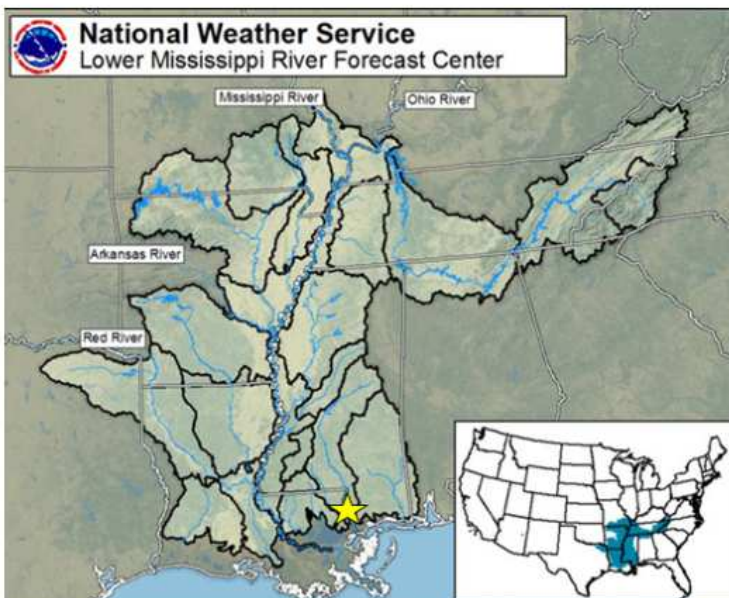 National Weather Service
Lower Mississippi River Forecast Center
Mississippi River
Ohio River
Arkansas River
Red River